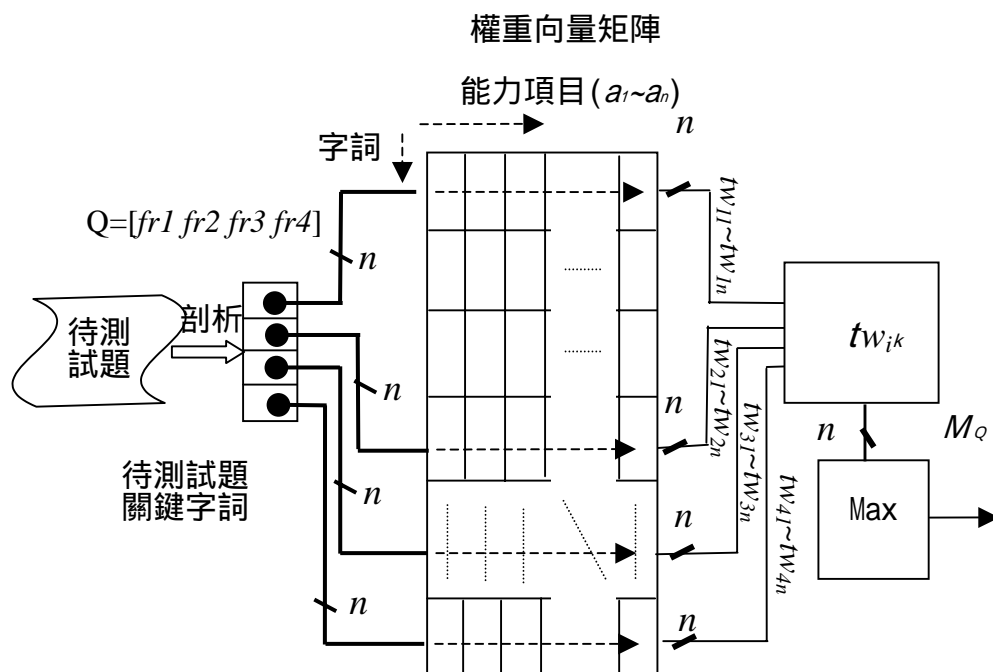 權重向量矩陣
能力項目(a₁~aₙ)
n
字詞
Q=[fr1 fr2 fr3 fr4]
n
剖析
待測
試題
n
待測試題
關鍵字詞
n
n
tw₁₁~tw₁ₙ
n
tw₂₁~tw₂ₙ
n
tw₃₁~tw₃ₙ
n
tw₄₁~tw₄ₙ
twᵢₖ
n
M_Q
Max